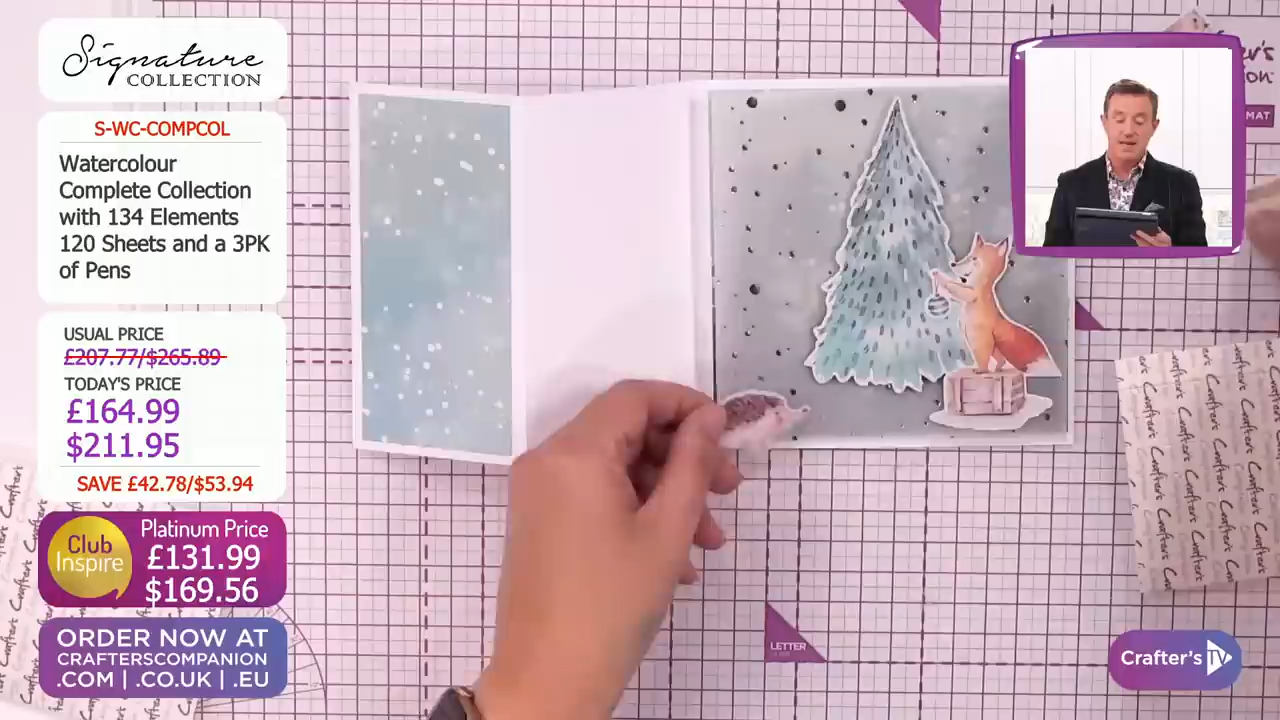 Signature
COLLECTION
S-WC-COMPCOL
Watercolour
Complete Collection
with 134 Elements
120 Sheets and a 3PK
of Pens
USUAL PRICE
£207.77/$265.89
TODAY'S PRICE
£164.99
$211.95
SAVE £42.78/$53.94
Club
Inspire
Platinum Price
£131.99
$169.56
ORDER NOW AT
CRAFTERSCOMPANION
.COM | .CO.UK | .EU
LETTER
MAT
Crafter's
Crafter's TV